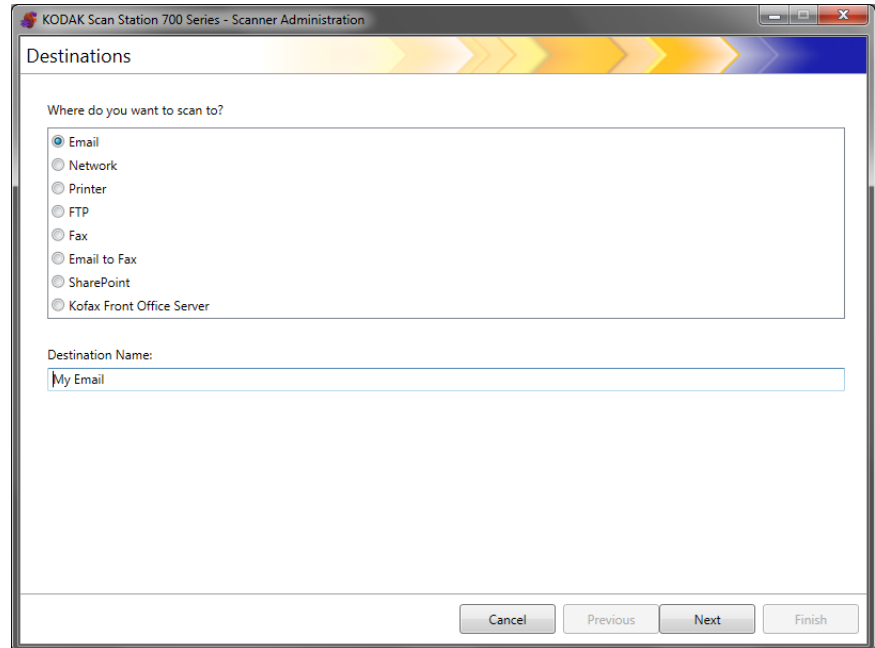 KODAK Scan Station 700 Series - Scanner Administration
Destinations
Where do you want to scan to?
Email
Network
Printer
FTP
Fax
Email to Fax
SharePoint
Kofax Front Office Server
Destination Name:
My Email
Cancel Previous Next Finish